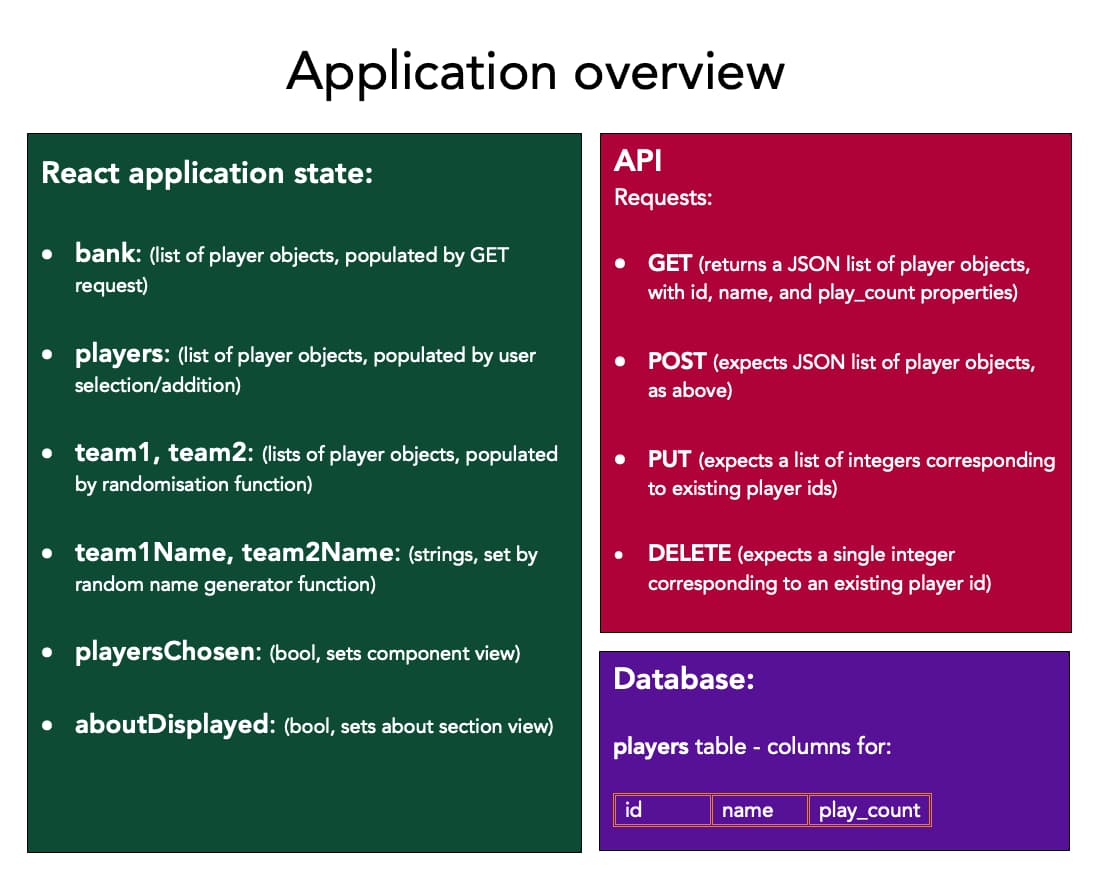 Application overview
React application state:
• bank: (list of player objects, populated by GET
request)
• players: (list of player objects, populated by user
selection/addition)
• team1, team2: (lists of player objects, populated
by randomisation function)
• team1Name, team2Name: (strings, set by
random name generator function)
• playersChosen: (bool, sets component view)
• aboutDisplayed: (bool, sets about section view)
API
Requests:
• GET (returns a JSON list of player objects,
with id, name, and play_count properties)
• POST (expects JSON list of player objects,
as above)
• PUT (expects a list of integers corresponding
to existing player ids)
• DELETE (expects a single integer
corresponding to an existing player id)
Database:
players table - columns for:
id name play_count